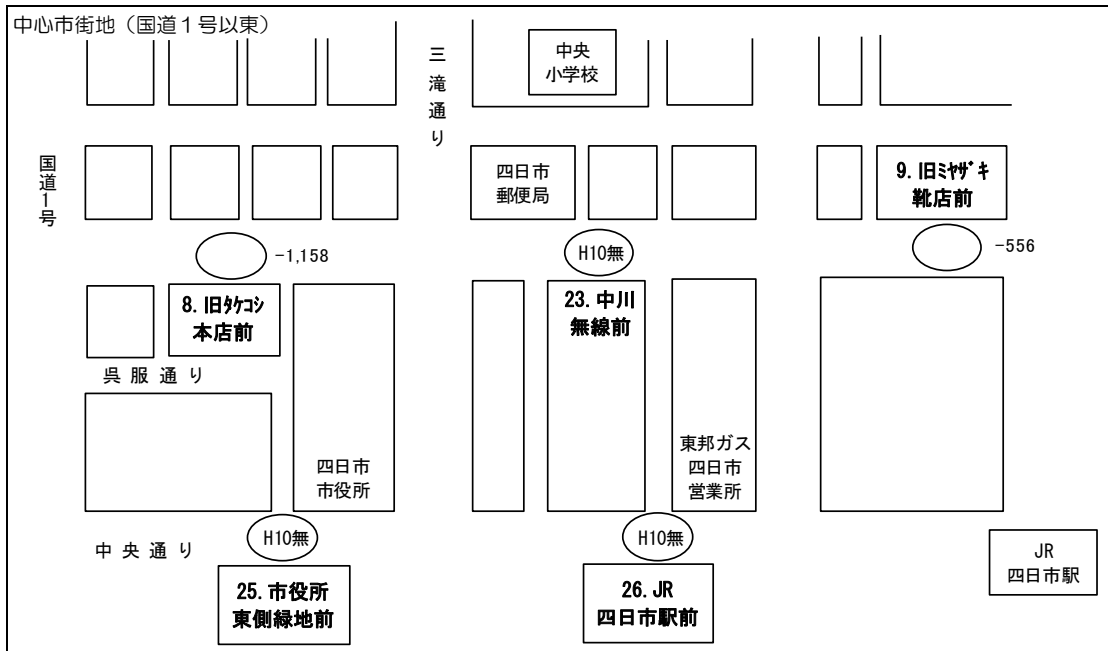 中心市街地（国道１号以東）
三滝通り
中央
小学校
国道1号
四日市
郵便局
9. 旧ﾐﾔｻﾞｷ
靴店前
-1,158
H10無
-556
8. 旧ﾀｹｺｼ
本店前
23. 中川
無線前
呉服通り
四日市
市役所
東邦ガス
四日市
営業所
中央通り
H10無
H10無
JR
四日市駅
25. 市役所
東側緑地前
26. JR
四日市駅前